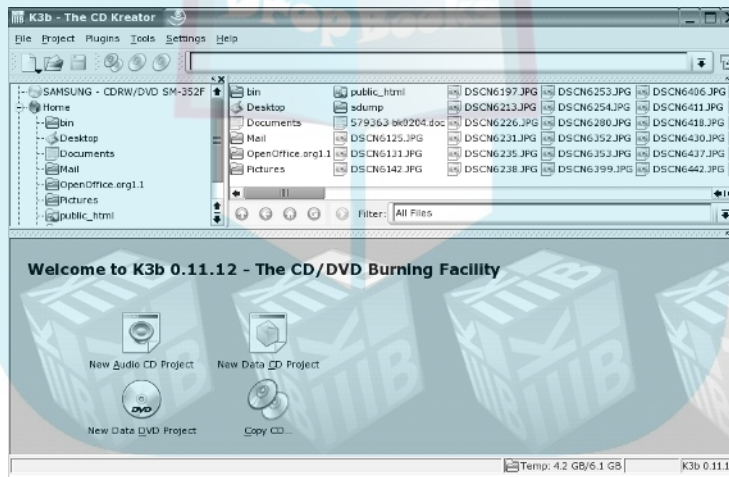 K3b - The CD Kreator
File Project Plugins Tools Settings Help
SAMSUNG - CDRW/DVD SM-352F
Home
bin
Desktop
Documents
Mail
OpenOffice.org1.1
Pictures
public_html
bin public_html DSCN6197.JPG DSCN6253.JPG DSCN6406.JPG
Desktop sdump DSCN6213.JPG DSCN6254.JPG DSCN6411.JPG
Documents 579363 bk0204.doc DSCN6226.JPG DSCN6280.JPG DSCN6418.JPG
Mail DSCN6125.JPG DSCN6231.JPG DSCN6352.JPG DSCN6430.JPG
OpenOffice.org1.1 DSCN6131.JPG DSCN6235.JPG DSCN6353.JPG DSCN6437.JPG
Pictures DSCN6142.JPG DSCN6238.JPG DSCN6399.JPG DSCN6442.JPG
Filter: All Files
Drop Books
Welcome to K3b 0.11.12 - The CD/DVD Burning Facility
New Audio CD Project New Data CD Project
DVD
New Data DVD Project Copy CD...
Temp: 4.2 GB/6.1 GB K3b 0.11.1